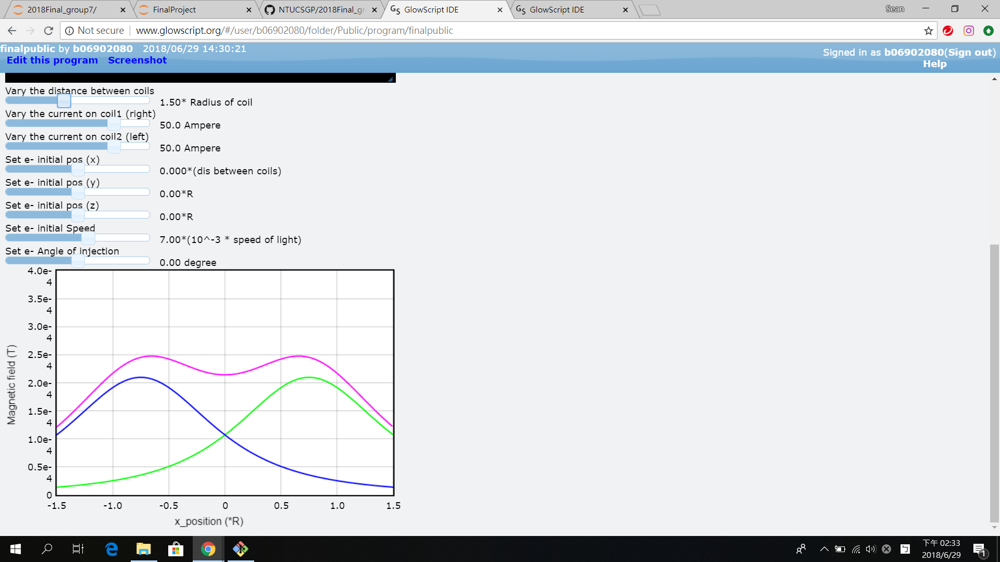 2018Final_group7/
FinalProject
NTUCSGP/2018Final_gr
GlowScript IDE
GlowScript IDE
Sean
Not secure
www.glowscript.org/#/user/b06902080/folder/Public/program/finalpublic
finalpublic by b06902080 2018/06/29 14:30:21
Signed in as b06902080(Sign out)
Edit this program Screenshot
Help
Vary the distance between coils
1.50* Radius of coil
Vary the current on coil1 (right)
50.0 Ampere
Vary the current on coil2 (left)
50.0 Ampere
Set e- initial pos (x)
0.000*(dis between coils)
Set e- initial pos (y)
0.00*R
Set e- initial pos (z)
0.00*R
Set e- initial Speed
7.00*(10^-3 * speed of light)
Set e- Angle of injection
0.00 degree
4.0e-
4
3.5e-
4
3.0e-
4
2.5e-
4
2.0e-
4
1.5e-
4
1.0e-
4
0.5e-
4
0
Magnetic field (T)
-1.5 -1.0 -0.5 0 0.5 1.0 1.5
x_position (*R)
下午 02:33
2018/6/29
1